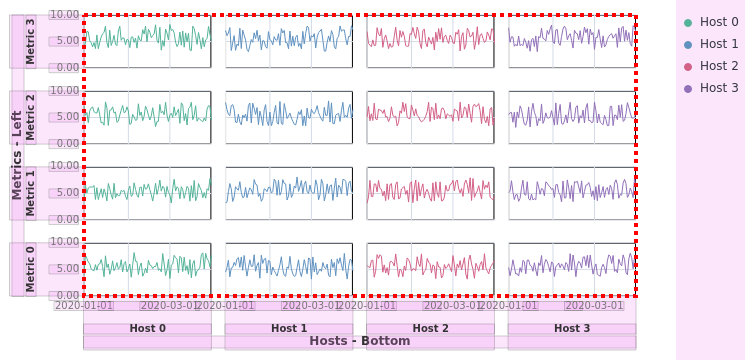 Metrics - Left
Metric 3
10.00
5.00
0.00
Metric 2
10.00
5.00
0.00
Metric 1
10.00
5.00
0.00
Metric 0
10.00
5.00
0.00
2020-01-01 2020-03-01 2020-01-01 2020-03-01 2020-01-01 2020-03-01 2020-01-01 2020-03-01
Host 0 Host 1 Host 2 Host 3
Hosts - Bottom
Host 0
Host 1
Host 2
Host 3